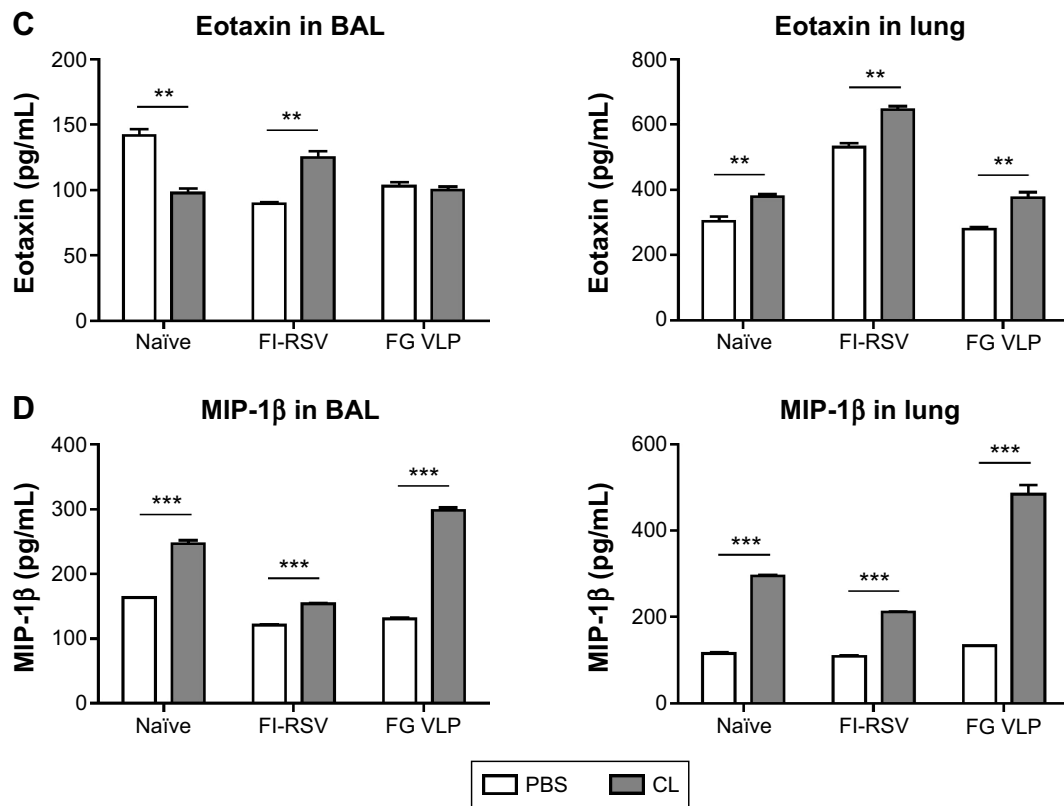 C
Eotaxin in BAL
Eotaxin (pg/mL)
200
150
100
50
0
**
**
Naïve FI-RSV FG VLP
Eotaxin in lung
Eotaxin (pg/mL)
800
600
400
200
0
**
**
**
Naïve FI-RSV FG VLP
D
MIP-1β in BAL
MIP-1β (pg/mL)
400
300
200
100
0
***
***
***
Naïve FI-RSV FG VLP
MIP-1β in lung
MIP-1β (pg/mL)
600
400
200
0
***
***
***
Naïve FI-RSV FG VLP
PBS CL